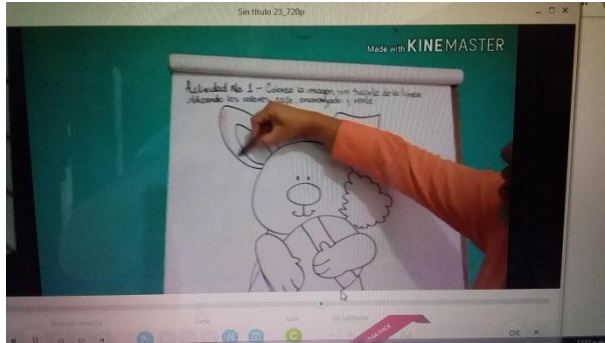 Sin título 23_720p
Made with KINEMASTER
Actividad No. 1 - Colorea la imagen sin salirte de la línea
utilizando los colores café, anaranjado y verde
OK